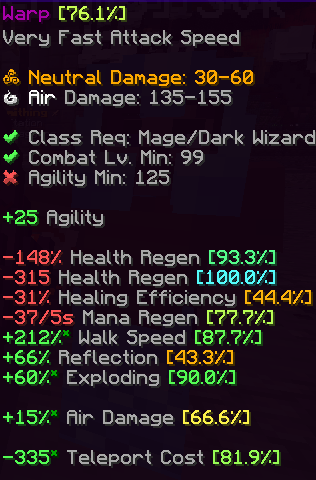 Warp [76.1%]
Very Fast Attack Speed
Neutral Damage: 30-60
Air Damage: 135-155
✔ Class Req: Mage/Dark Wizard
✔ Combat Lv. Min: 99
✖ Agility Min: 125
+25 Agility
-148% Health Regen [93.3%]
-315 Health Regen [100.0%]
-31% Healing Efficiency [44.4%]
-37/5s Mana Regen [77.7%]
+212%* Walk Speed [87.7%]
+66% Reflection [43.3%]
+60%* Exploding [90.0%]
+15%* Air Damage [66.6%]
-335* Teleport Cost [81.9%]